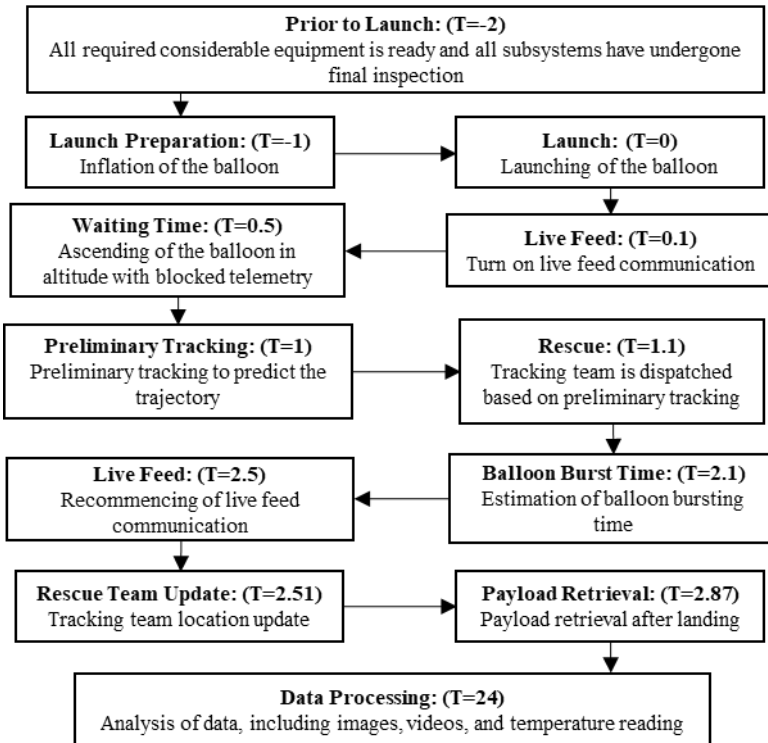 Prior to Launch: (T=-2)
All required considerable equipment is ready and all subsystems have undergone
final inspection
Launch Preparation: (T=-1)
Inflation of the balloon
Launch: (T=0)
Launching of the balloon
Live Feed: (T=0.1)
Turn on live feed communication
Waiting Time: (T=0.5)
Ascending of the balloon in
altitude with blocked telemetry
Preliminary Tracking: (T=1)
Preliminary tracking to predict the
trajectory
Rescue: (T=1.1)
Tracking team is dispatched
based on preliminary tracking
Balloon Burst Time: (T=2.1)
Estimation of balloon bursting
time
Live Feed: (T=2.5)
Recommencing of live feed
communication
Rescue Team Update: (T=2.51)
Tracking team location update
Payload Retrieval: (T=2.87)
Payload retrieval after landing
Data Processing: (T=24)
Analysis of data, including images, videos, and temperature reading